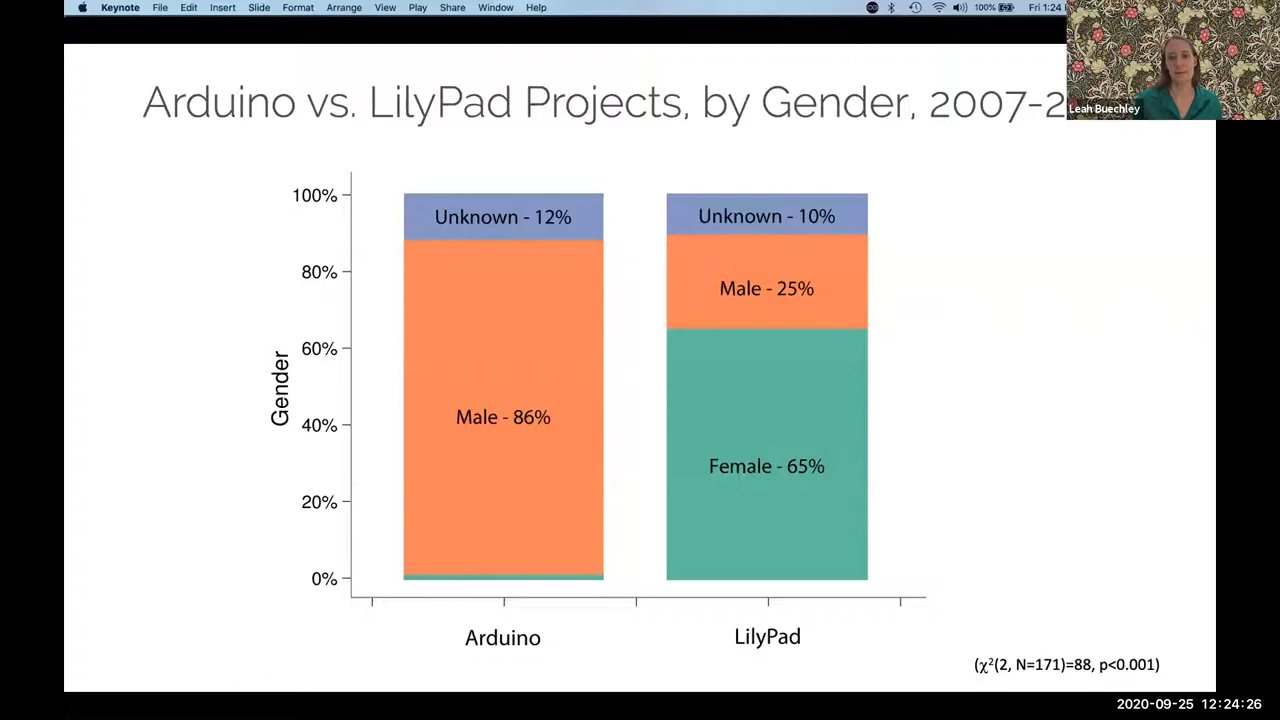 Keynote File Edit Insert Slide Format Arrange View Play Share Window Help 100% Fri 1:24
Leah Buechley
Arduino vs. LilyPad Projects, by Gender, 2007-2
100%
80%
60%
40%
20%
0%
Gender
Unknown - 12%
Male - 86%
Unknown - 10%
Male - 25%
Female - 65%
Arduino
LilyPad
(χ²(2, N=171)=88, p<0.001)
2020-09-25 12:24:26